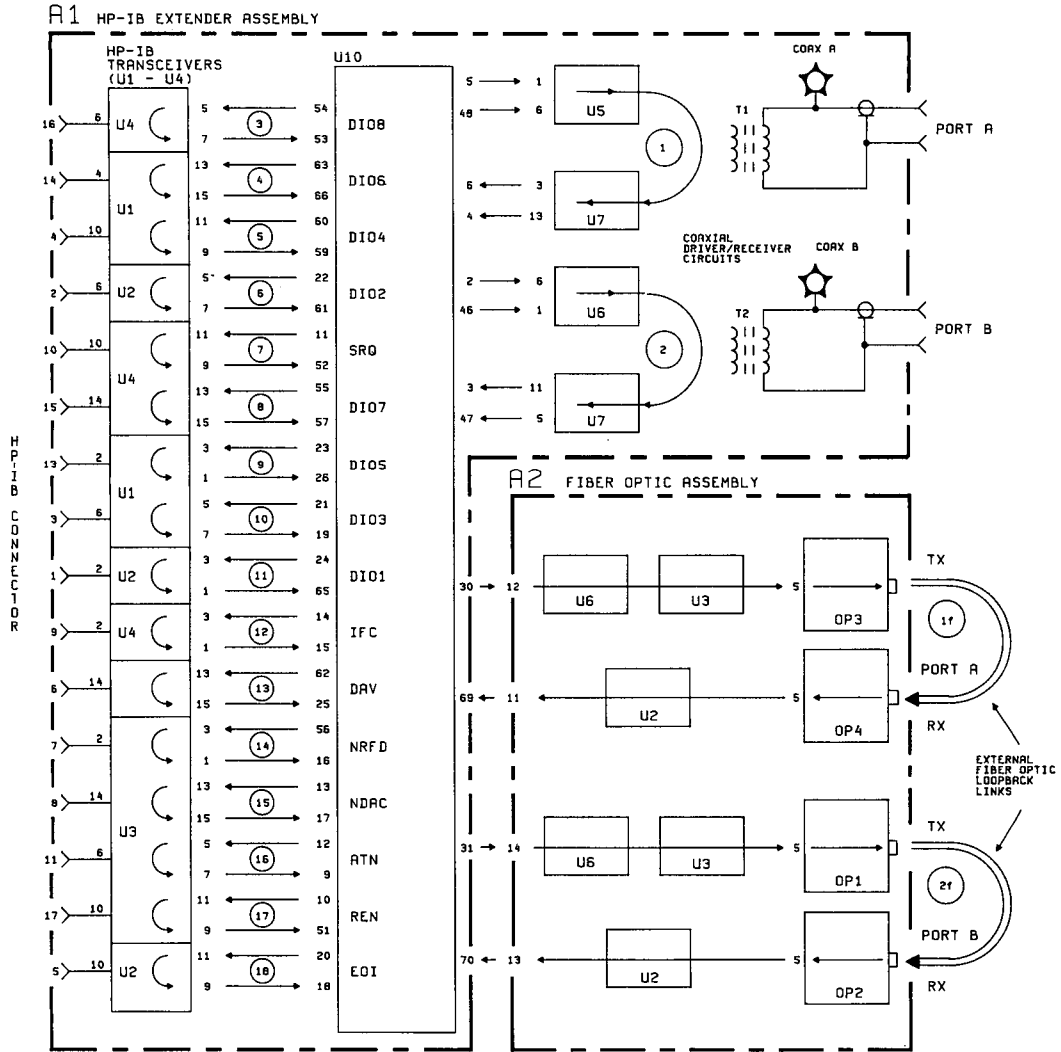 A1 HP-IB EXTENDER ASSEMBLY
HP-IB
TRANSCEIVERS
(U1 - U4)
U10
HP-IB CONNECTOR
16 6 U4 5 54
3 DIO8
7 53
14 4 U1 13 63
4 DIO6
15 66
4 10 11 60
5 DIO4
9 59
2 6 U2 5 22
6 DIO2
7 61
10 10 U4 11 11
7 SRQ
9 52
15 14 13 55
8 DIO7
15 57
13 2 U1 3 23
9 DIO5
1 26
3 6 5 21
10 DIO3
7 19
1 2 U2 3 24
11 DIO1
1 65
9 2 U4 3 14
12 IFC
1 15
6 14 13 62
13 DAV
15 25
7 2 U3 3 56
14 NRFD
1 16
8 14 13 13
15 NDAC
15 17
11 6 5 12
16 ATN
7 9
17 10 11 10
17 REN
9 51
5 10 U2 11 20
18 EOI
9 18
5 1
48 6
U5
1
6 3
4 13
U7
2 6
46 1
U6
2
3 11
47 5
U7
COAX A
T1
PORT A
COAXIAL
DRIVER/RECEIVER
CIRCUITS
COAX B
T2
PORT B
A2 FIBER OPTIC ASSEMBLY
30 12 U6 U3 5 OP3
TX
1f
PORT A
69 11 U2 5 OP4
RX
EXTERNAL
FIBER OPTIC
LOOPBACK
LINKS
31 14 U6 U3 5 OP1
TX
2f
PORT B
70 13 U2 5 OP2
RX